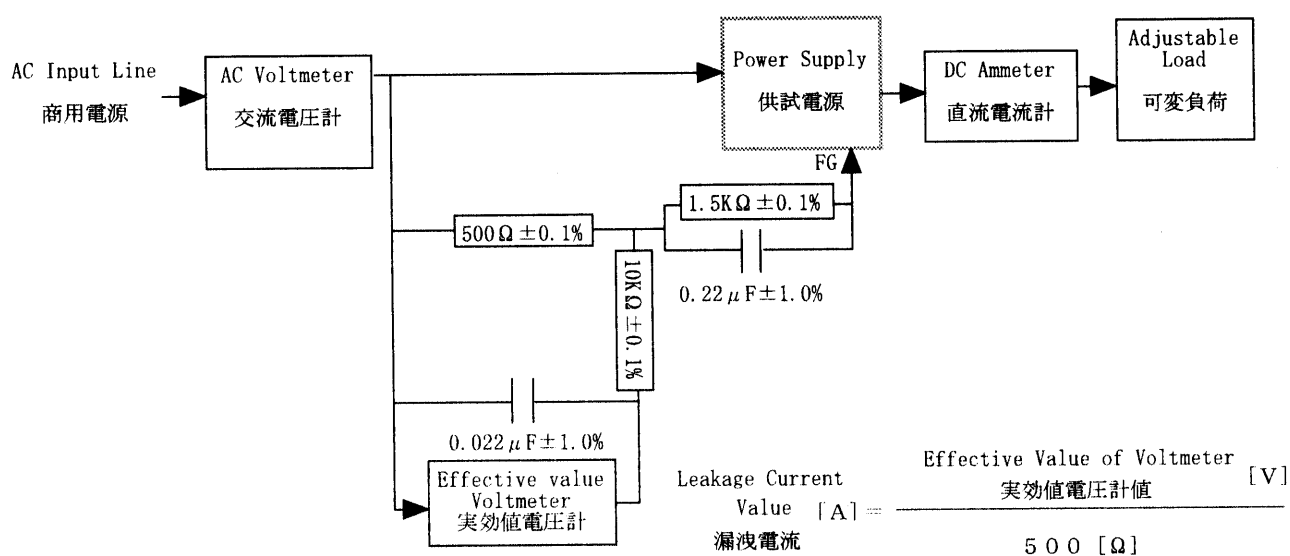 AC Input Line
商用電源
AC Voltmeter
交流電圧計
Power Supply
供試電源
DC Ammeter
直流電流計
Adjustable
Load
可変負荷
FG
500Ω±0.1%
1.5KΩ±0.1%
0.22μF±1.0%
10KΩ±0.1%
0.022μF±1.0%
Effective value
Voltmeter
実効値電圧計
Leakage Current
Value [A]=
漏洩電流
Effective Value of Voltmeter [V]
実効値電圧計値
500 [Ω]